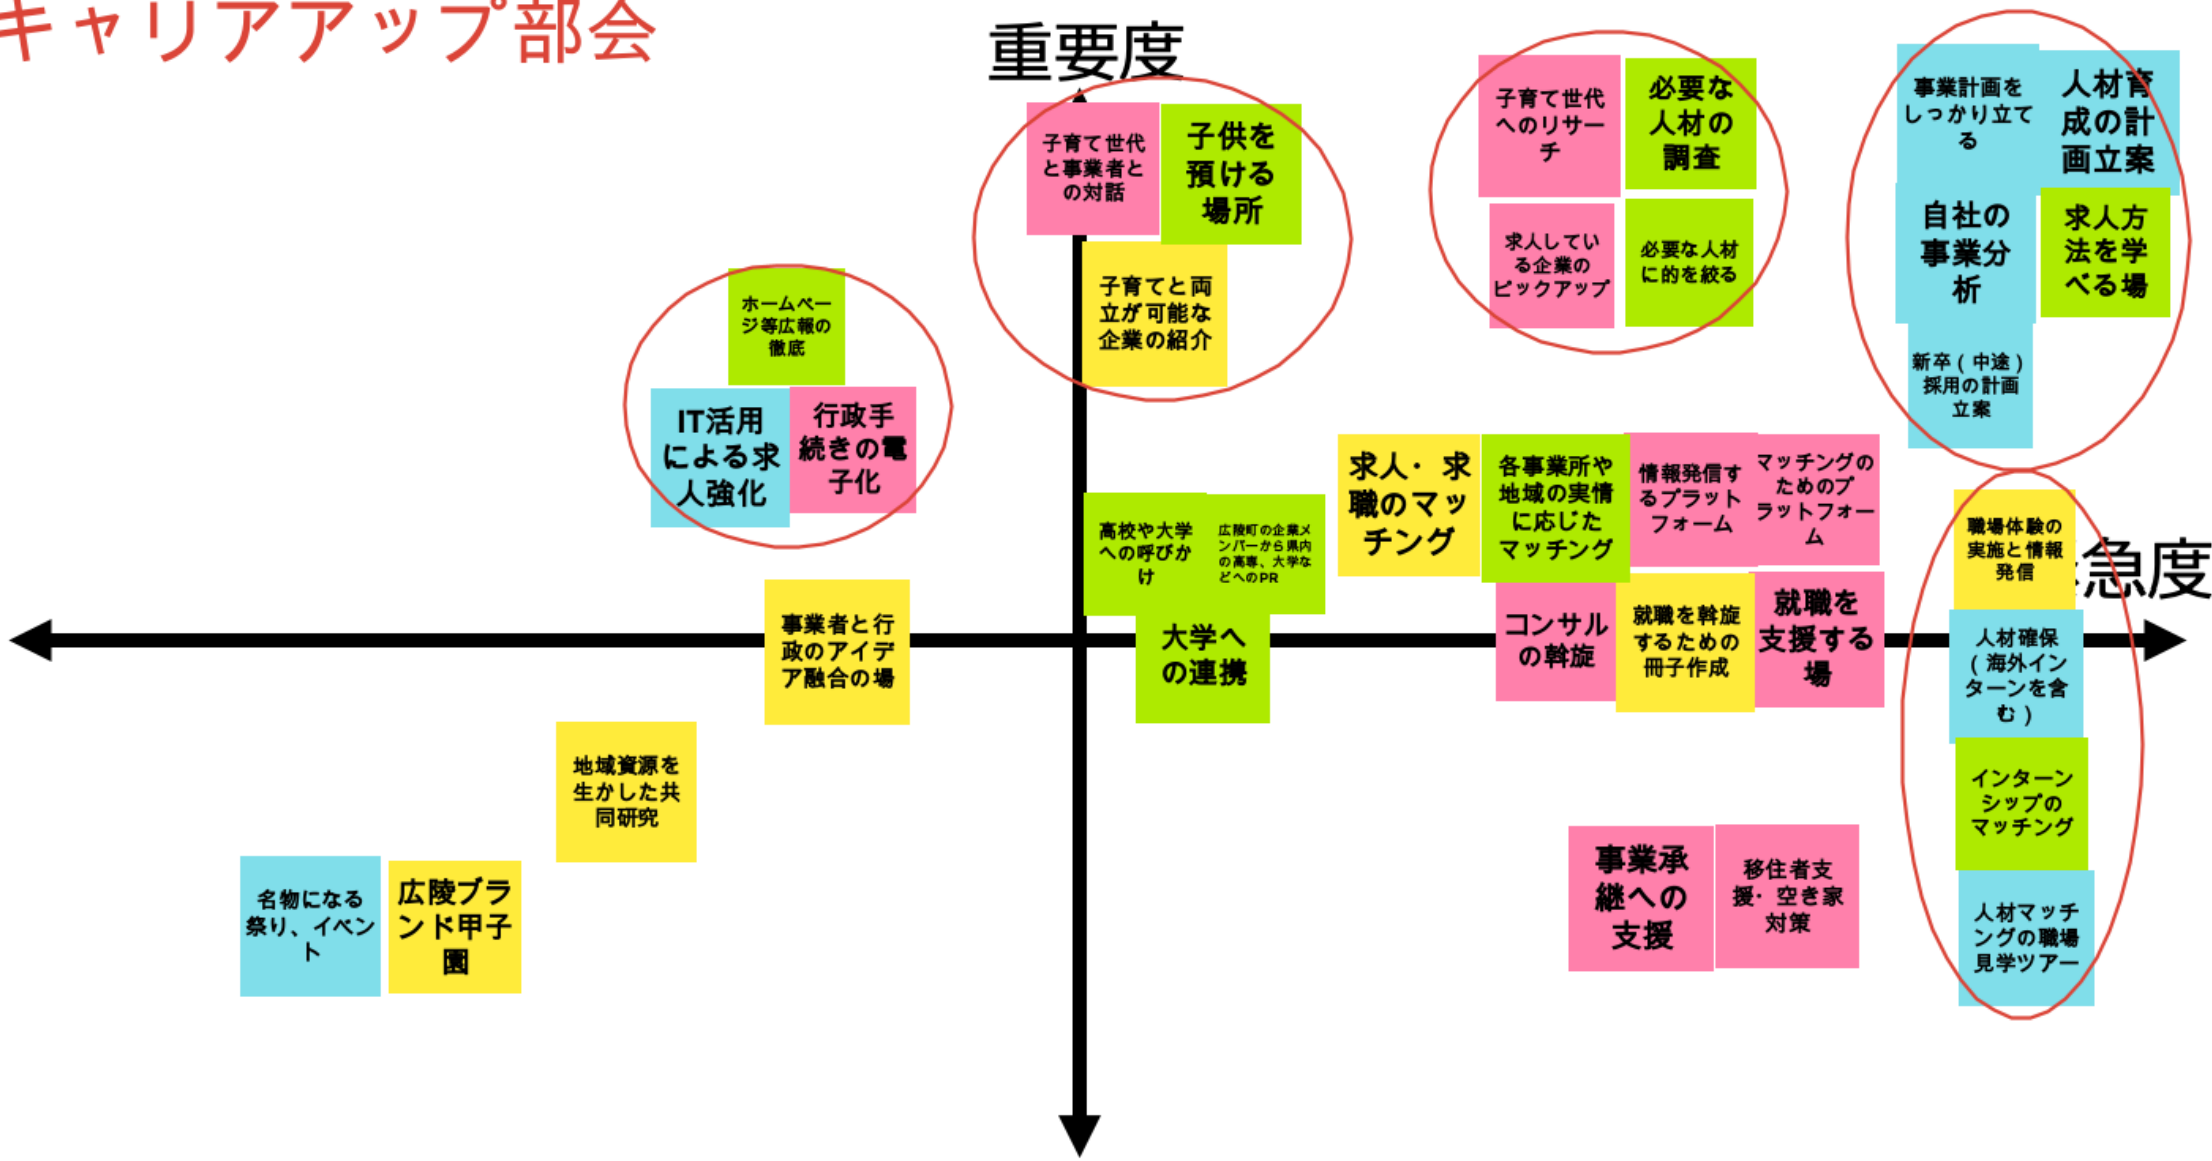 キャリアアップ部会
重要度
子育て世代
と事業者と
の対話
子供を
預ける
場所
子育てと両
立が可能な
企業の紹介
子育て世代
へのリサー
チ
必要な
人材の
調査
求人してい
る企業の
ピックアップ
必要な人材
に的を絞る
事業計画を
しっかり立て
る
人材育
成の計
画立案
自社の
事業分
析
求人方
法を学
べる場
新卒（中途）
採用の計画
立案
ホームペー
ジ等広報の
徹底
IT活用
による求
人強化
行政手
続きの電
子化
高校や大学
への呼びか
け
広陵町の企業メ
ンバーから県内
の高専、大学な
どへのPR
大学へ
の連携
求人・求
職のマッ
チング
各事業所や
地域の実情
に応じた
マッチング
情報発信す
るプラット
フォーム
マッチングの
ためのプ
ラットフォー
ム
コンサル
の斡旋
就職を斡旋
するための
冊子作成
就職を
支援する
場
職場体験の
実施と情報
発信
急度
人材確保
（海外イン
ターンを含
む）
インターン
シップの
マッチング
人材マッチ
ングの職場
見学ツアー
事業者と行
政のアイデ
ア融合の場
地域資源を
生かした共
同研究
名物になる
祭り、イベン
ト
広陵ブラ
ンド甲子
園
事業承
継への
支援
移住者支
援・空き家
対策